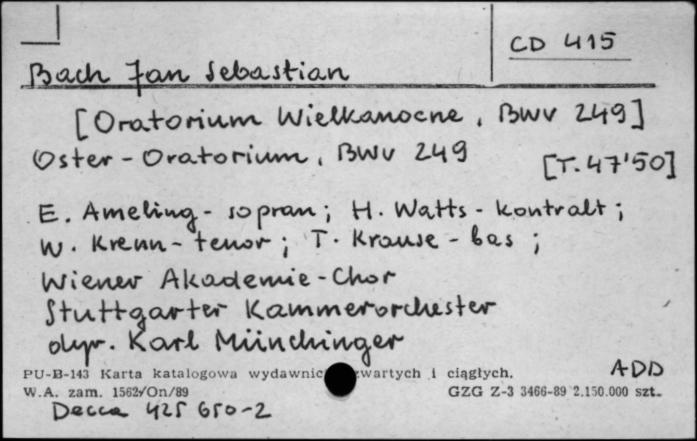 CD 415
Bach Jan Sebastian
[Oratorium Wielkanocne, BWV 249]
Oster-Oratorium, BWV 249
[T. 47'50]
E. Ameling - sopran; H. Watts - kontralt;
W. Krenn - tenor; T. Krause - bas;
Wiener Akademie-Chor
Stuttgarter Kammerorchester
dyr. Karl Münchinger
PU-B-143 Karta katalogowa wydawnic zwartych i ciągłych.
ADD
W.A. zam. 1562/On/89 GZG Z-3 3466-89 2.150.000 szt.
Decca 425 650-2